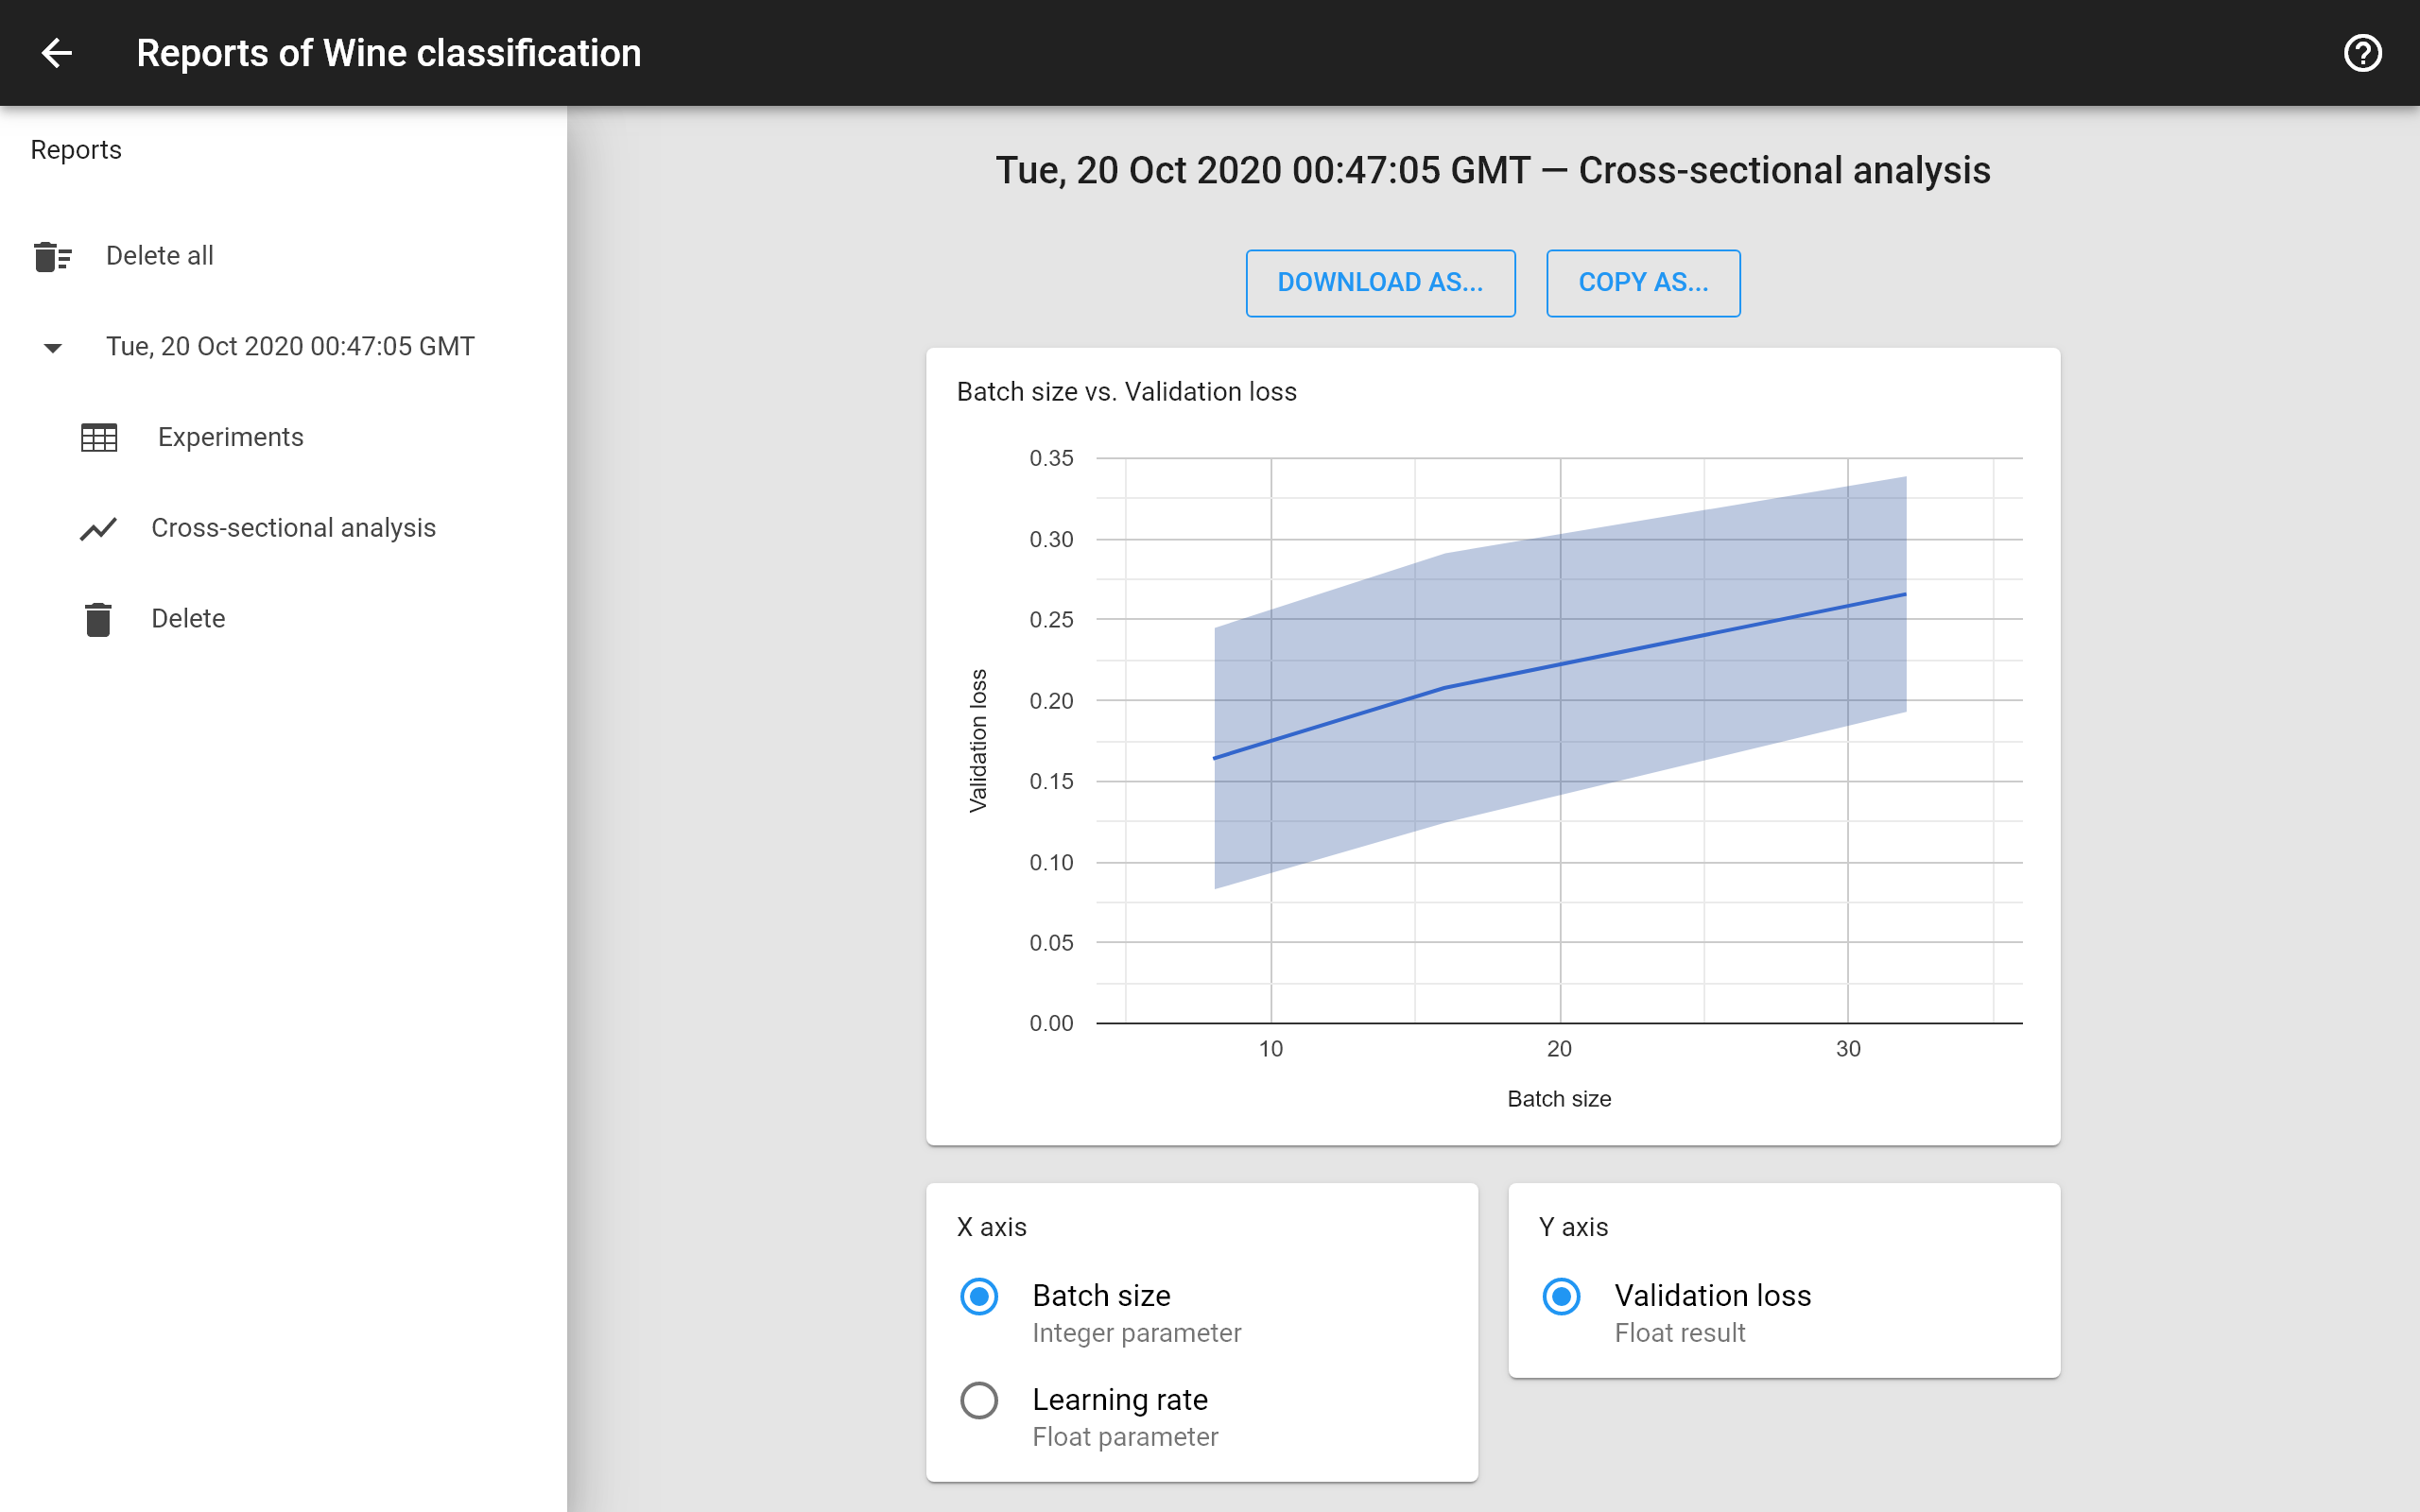 Reports of Wine classification
Reports
Delete all
Tue, 20 Oct 2020 00:47:05 GMT
Experiments
Cross-sectional analysis
Delete
Tue, 20 Oct 2020 00:47:05 GMT — Cross-sectional analysis
DOWNLOAD AS...
COPY AS...
Batch size vs. Validation loss
0.35
0.30
0.25
0.20
0.15
0.10
0.05
0.00
Validation loss
10
20
30
Batch size
X axis
Batch size
Integer parameter
Learning rate
Float parameter
Y axis
Validation loss
Float result